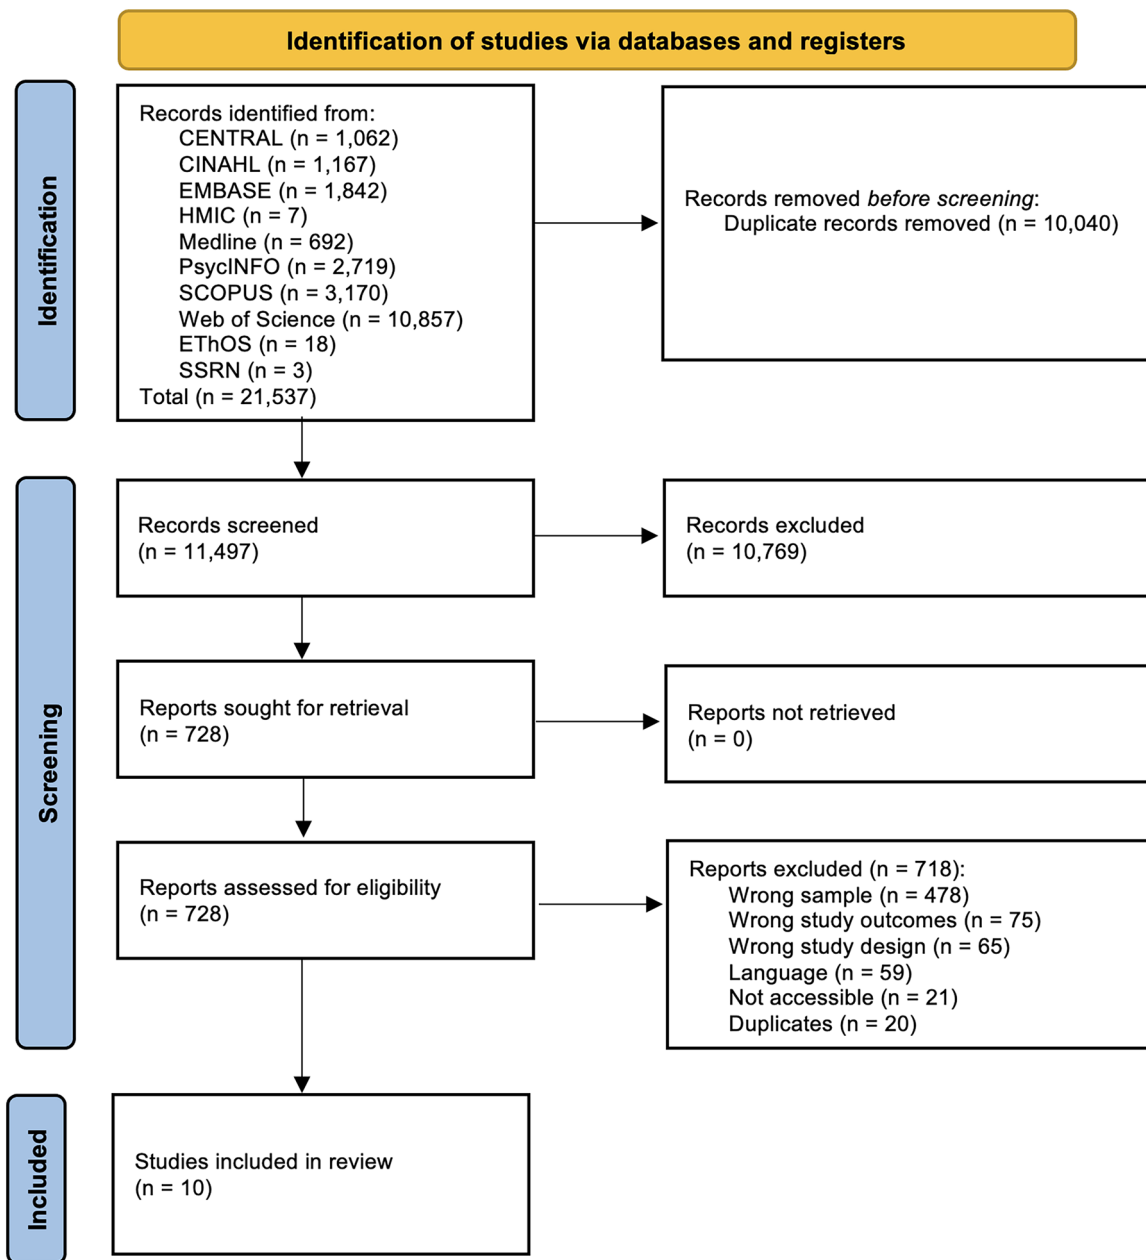 Identification of studies via databases and registers
Identification
Records identified from:
CENTRAL (n = 1,062)
CINAHL (n = 1,167)
EMBASE (n = 1,842)
HMIC (n = 7)
Medline (n = 692)
PsycINFO (n = 2,719)
SCOPUS (n = 3,170)
Web of Science (n = 10,857)
EThOS (n = 18)
SSRN (n = 3)
Total (n = 21,537)
Records removed before screening:
Duplicate records removed (n = 10,040)
Screening
Records screened
(n = 11,497)
Records excluded
(n = 10,769)
Reports sought for retrieval
(n = 728)
Reports not retrieved
(n = 0)
Reports assessed for eligibility
(n = 728)
Reports excluded (n = 718):
Wrong sample (n = 478)
Wrong study outcomes (n = 75)
Wrong study design (n = 65)
Language (n = 59)
Not accessible (n = 21)
Duplicates (n = 20)
Included
Studies included in review
(n = 10)